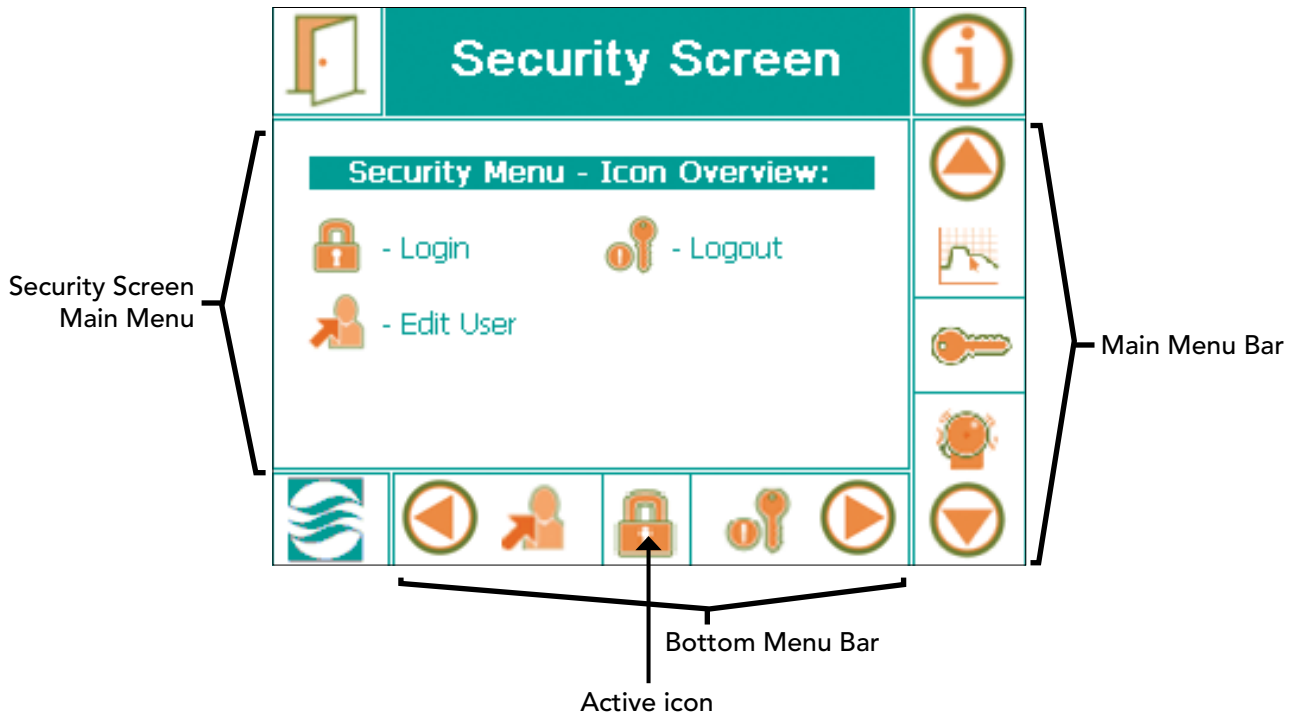 Security Screen
Security Menu - Icon Overview:
- Login
- Logout
- Edit User
Security Screen
Main Menu
Main Menu Bar
Bottom Menu Bar
Active icon